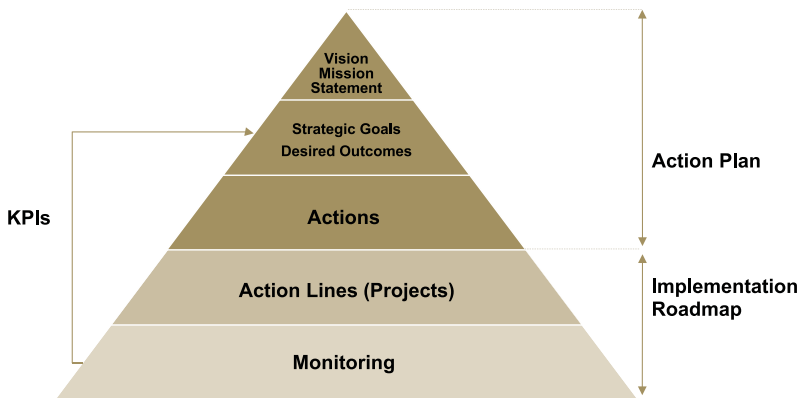 Vision
Mission
Statement
Strategic Goals
Desired Outcomes
Action Plan
Actions
KPIs
Action Lines (Projects)
Implementation
Roadmap
Monitoring